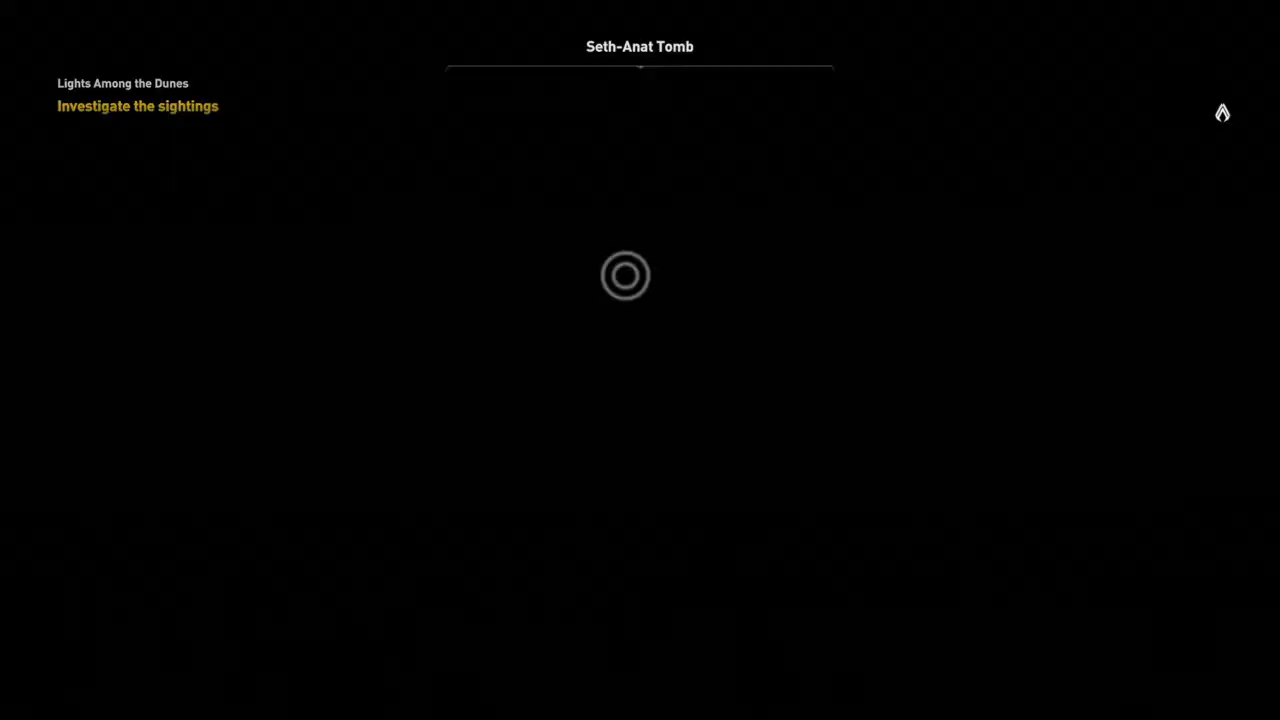 Seth-Anat Tomb
Lights Among the Dunes
Investigate the sightings